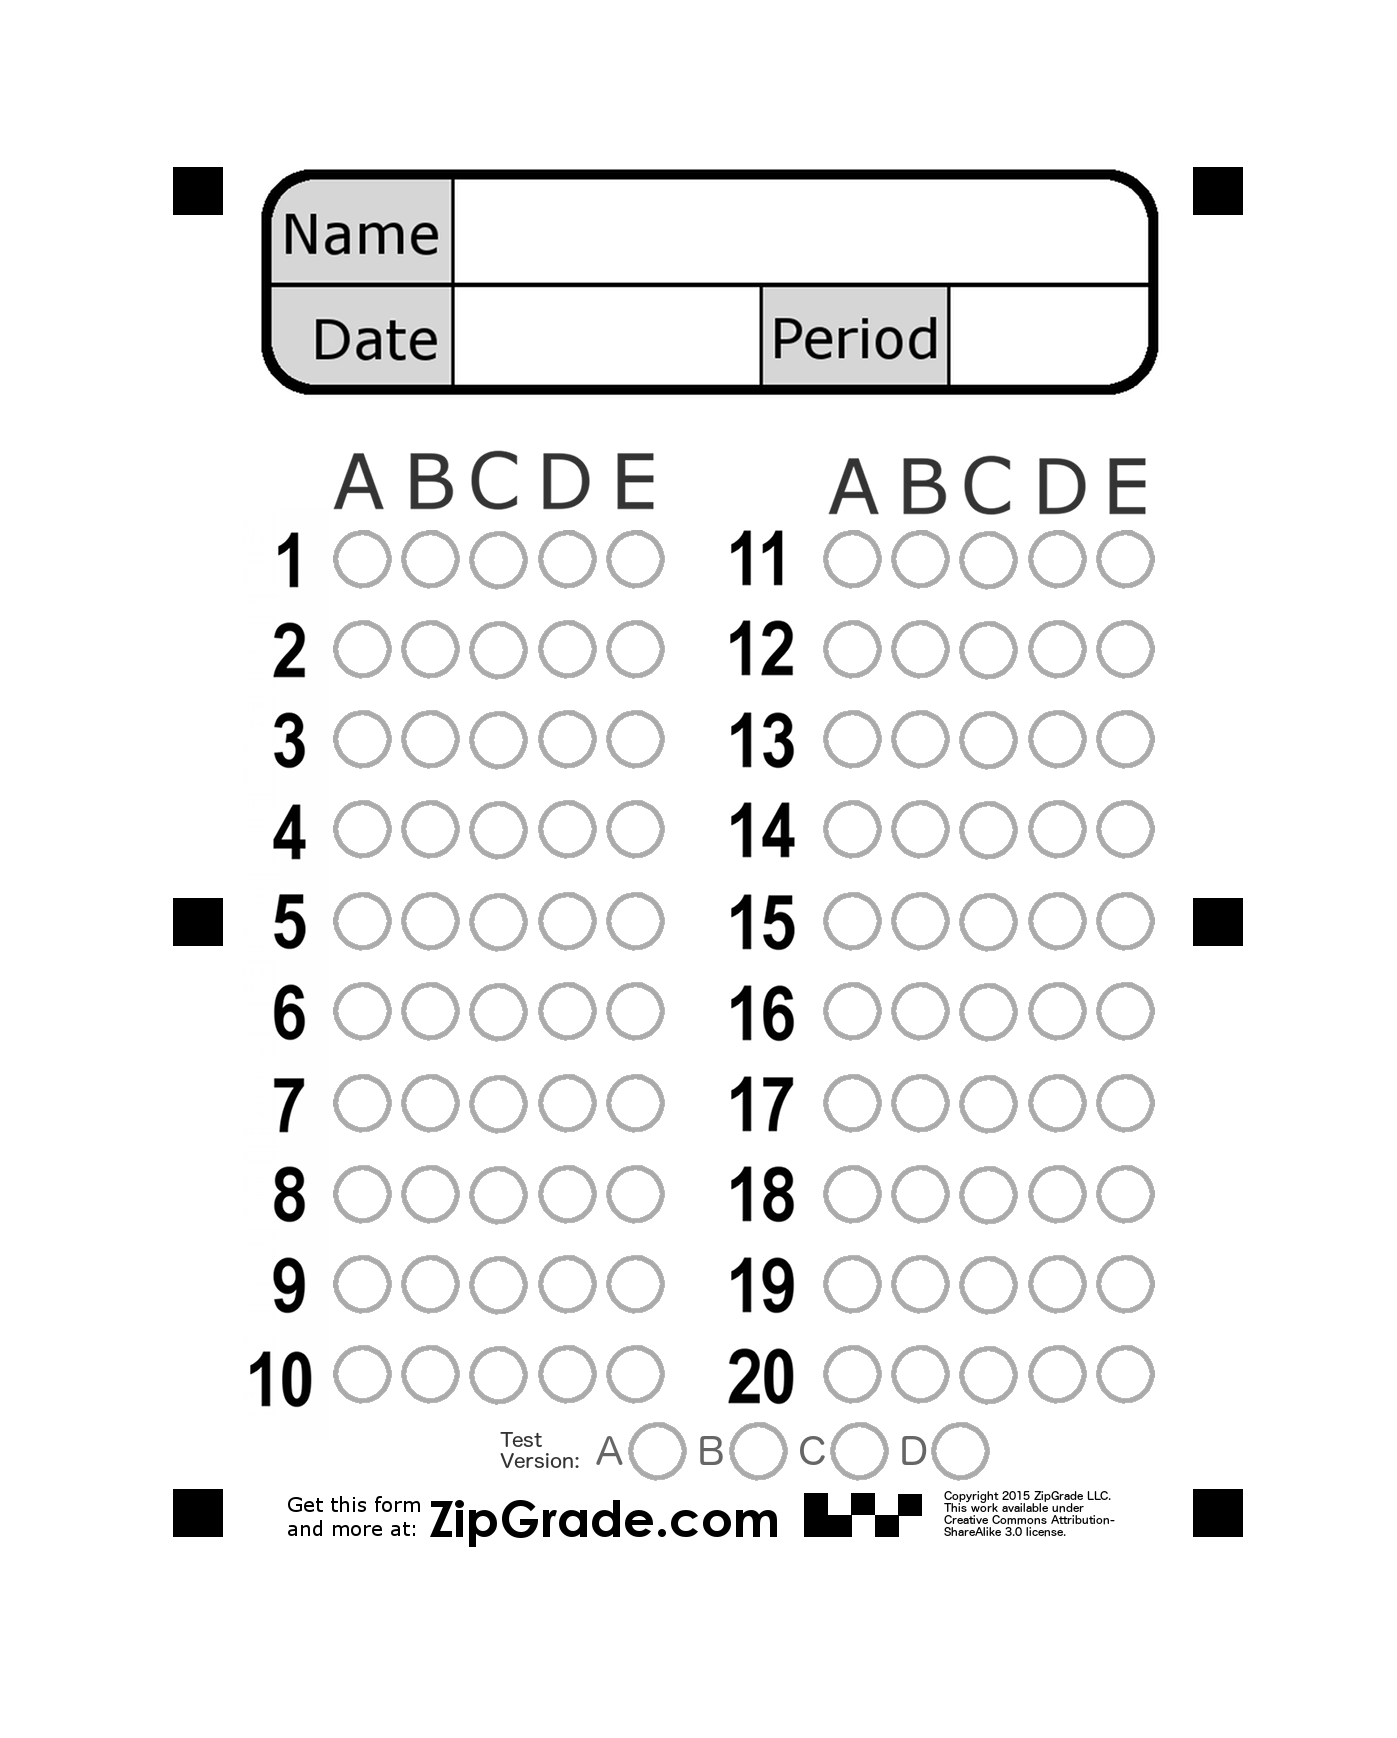 Name
Date Period
A B C D E
1
2
3
4
5
6
7
8
9
10
A B C D E
11
12
13
14
15
16
17
18
19
20
Test
Version: A B C D
Get this form
and more at:
ZipGrade.com
Copyright 2015 ZipGrade LLC.
This work available under
Creative Commons Attribution-
ShareAlike 3.0 license.